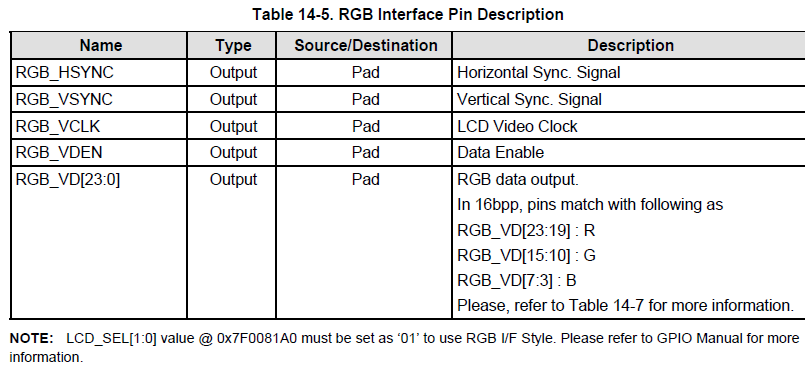 Table 14-5. RGB Interface Pin Description
Name Type Source/Destination Description
RGB_HSYNC Output Pad Horizontal Sync. Signal
RGB_VSYNC Output Pad Vertical Sync. Signal
RGB_VCLK Output Pad LCD Video Clock
RGB_VDEN Output Pad Data Enable
RGB_VD[23:0] Output Pad RGB data output.
In 16bpp, pins match with following as
RGB_VD[23:19] : R
RGB_VD[15:10] : G
RGB_VD[7:3] : B
Please, refer to Table 14-7 for more information.
NOTE: LCD_SEL[1:0] value @ 0x7F0081A0 must be set as ‘01’ to use RGB I/F Style. Please refer to GPIO Manual for more
information.